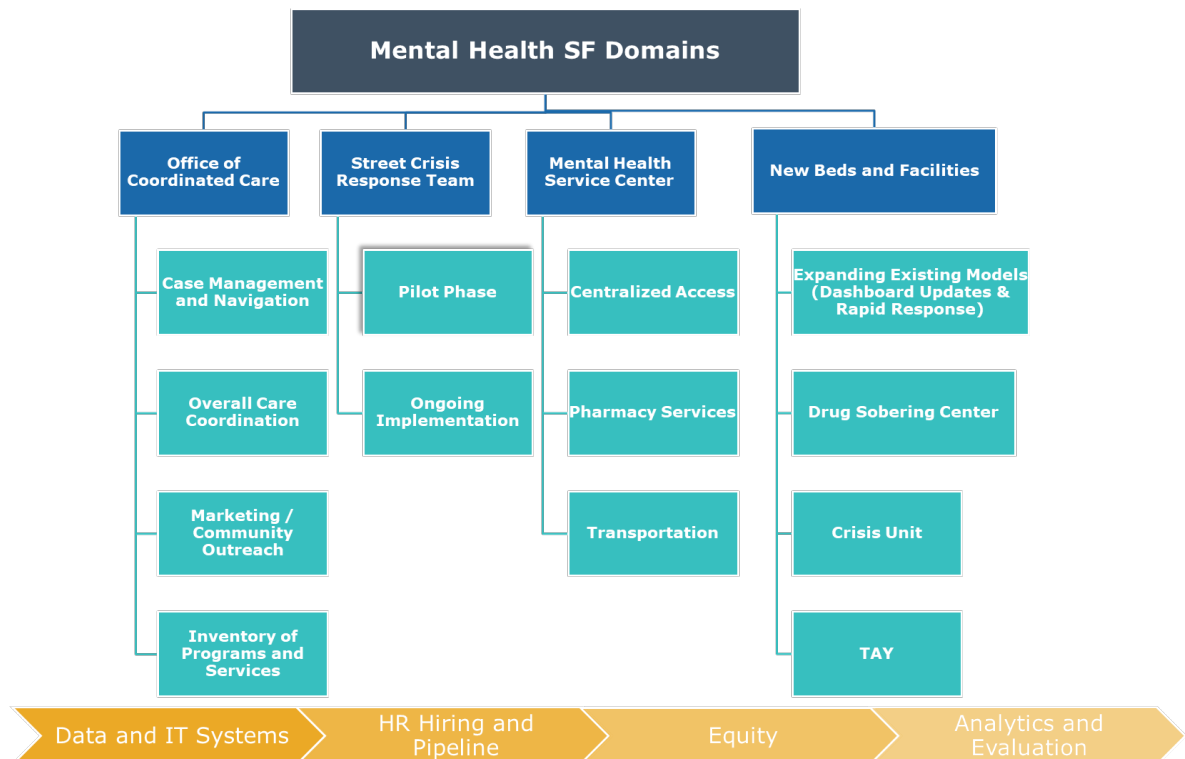 Mental Health SF Domains
Office of
Coordinated Care
Street Crisis
Response Team
Mental Health
Service Center
New Beds and Facilities
Case Management
and Navigation
Pilot Phase
Centralized Access
Expanding Existing Models
(Dashboard Updates &
Rapid Response)
Overall Care
Coordination
Ongoing
Implementation
Pharmacy Services
Drug Sobering Center
Marketing /
Community
Outreach
Transportation
Crisis Unit
Inventory of
Programs and
Services
TAY
Data and IT Systems
HR Hiring and
Pipeline
Equity
Analytics and
Evaluation